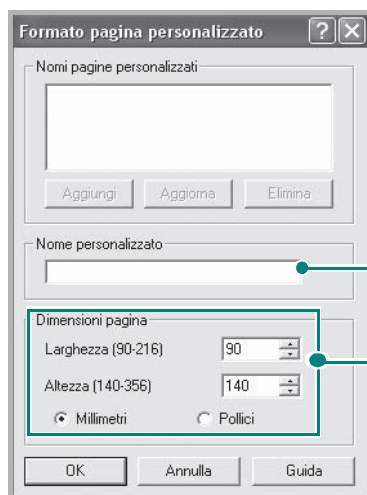 Formato pagina personalizzato
Nomi pagine personalizzati
Aggiungi Aggiorna Elimina
Nome personalizzato
Dimensioni pagina
Larghezza (90-216) 90
Altezza (140-356) 140
Millimetri Pollici
OK Annulla Guida